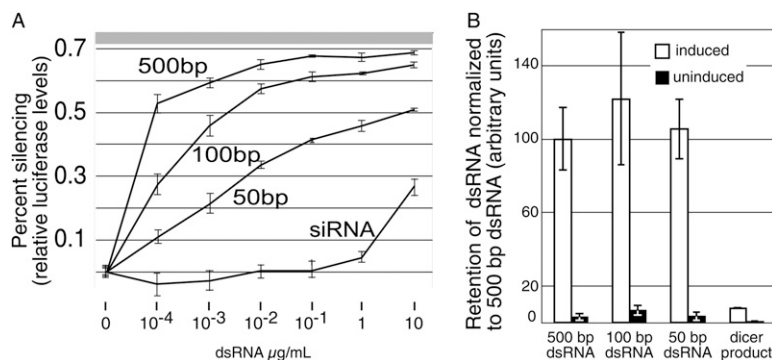 A
Percent silencing
(relative luciferase levels)
0.7
0.5
0.3
0.1
500bp
100bp
50bp
siRNA
0
10-4
10-3
10-2
10-1
1
10
dsRNA µg/mL
B
Retention of dsRNA normalized
to 500 bp dsRNA (arbitrary units)
140
100
60
20
0
induced
uninduced
500 bp
dsRNA
100 bp
dsRNA
50 bp
dsRNA
dicer
product